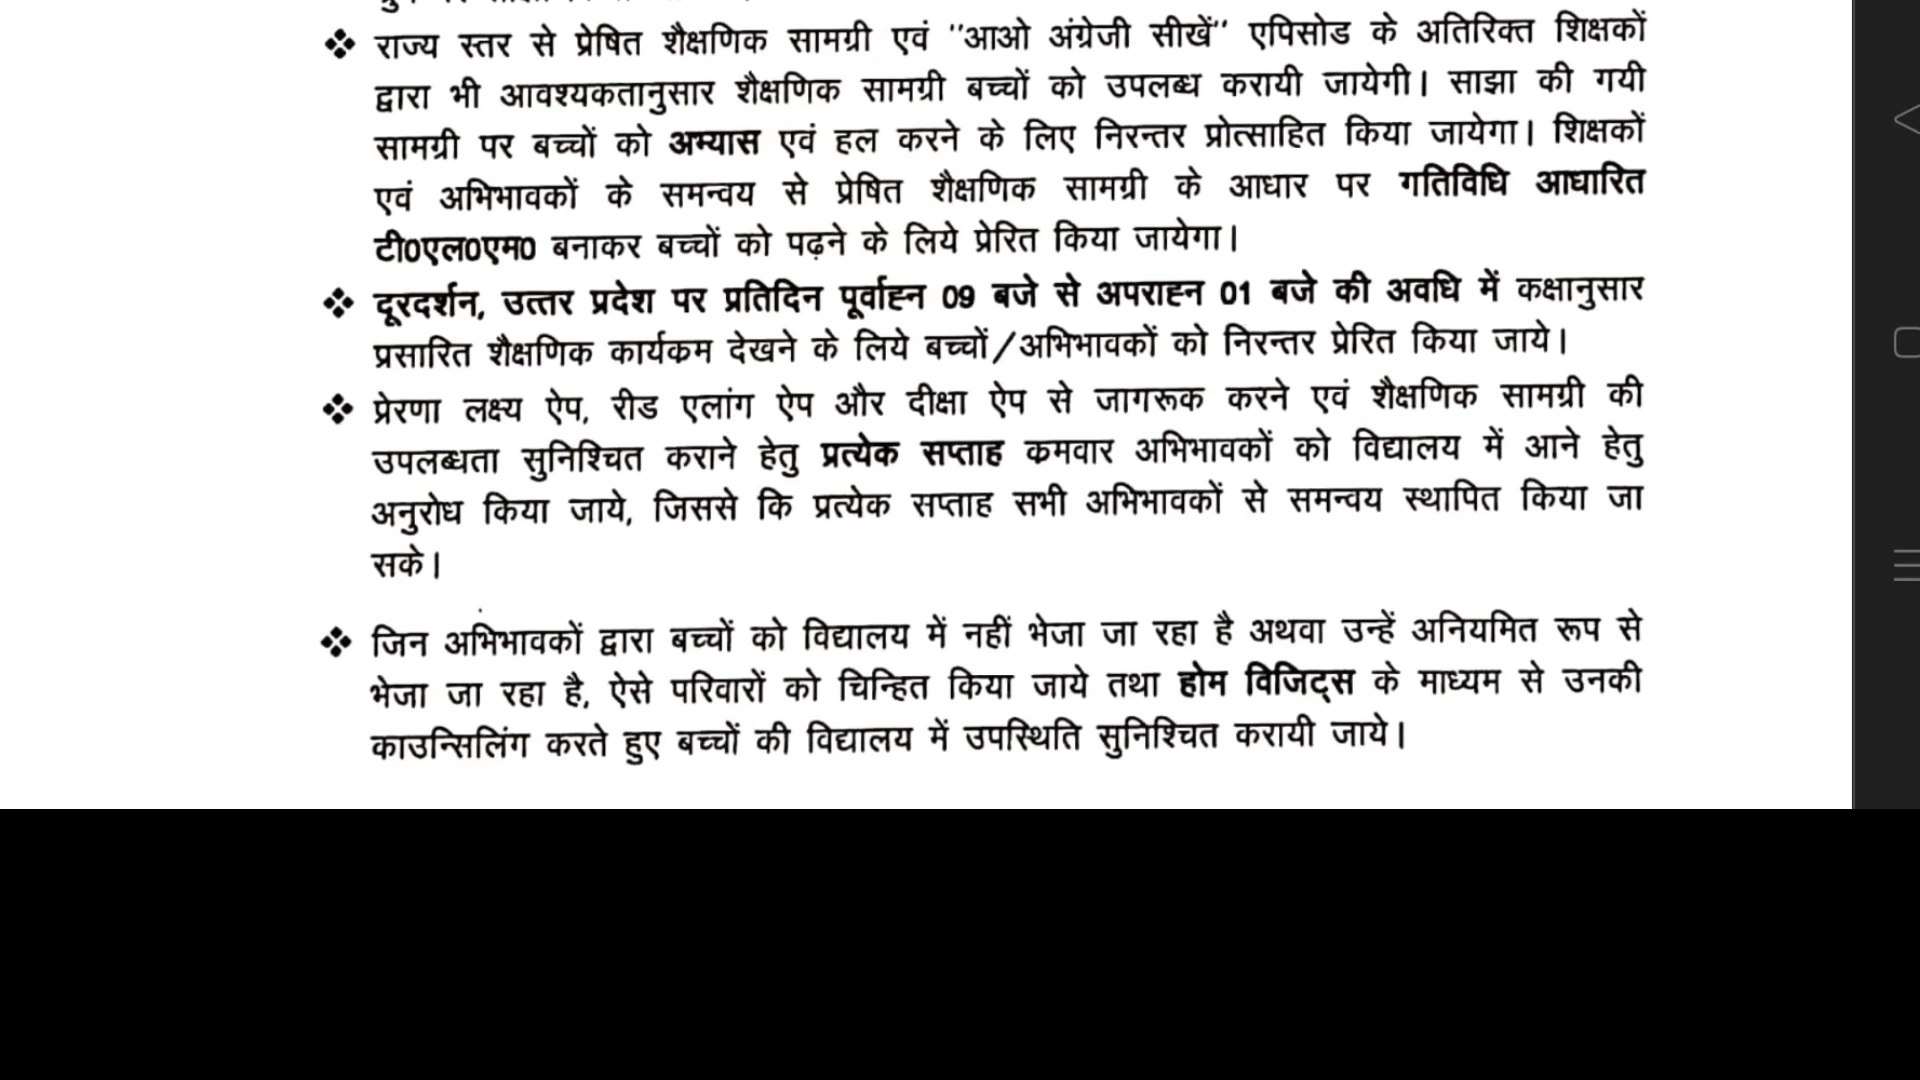 ❖ राज्य स्तर से प्रेषित शैक्षणिक सामग्री एवं "आओ अंग्रेजी सीखें" एपिसोड के अतिरिक्त शिक्षकों
द्वारा भी आवश्यकतानुसार शैक्षणिक सामग्री बच्चों को उपलब्ध करायी जायेगी। साझा की गयी
सामग्री पर बच्चों को अभ्यास एवं हल करने के लिए निरन्तर प्रोत्साहित किया जायेगा। शिक्षकों
एवं अभिभावकों के समन्वय से प्रेषित शैक्षणिक सामग्री के आधार पर गतिविधि आधारित
टी0एल0एम0 बनाकर बच्चों को पढ़ने के लिये प्रेरित किया जायेगा।
❖ दूरदर्शन, उत्तर प्रदेश पर प्रतिदिन पूर्वाह्न 09 बजे से अपराह्न 01 बजे की अवधि में कक्षानुसार
प्रसारित शैक्षणिक कार्यकम देखने के लिये बच्चों/अभिभावकों को निरन्तर प्रेरित किया जाये।
❖ प्रेरणा लक्ष्य ऐप, रीड एलांग ऐप और दीक्षा ऐप से जागरूक करने एवं शैक्षणिक सामग्री की
उपलब्धता सुनिश्चित कराने हेतु प्रत्येक सप्ताह कमवार अभिभावकों को विद्यालय में आने हेतु
अनुरोध किया जाये, जिससे कि प्रत्येक सप्ताह सभी अभिभावकों से समन्वय स्थापित किया जा
सके।
❖ जिन अभिभावकों द्वारा बच्चों को विद्यालय में नहीं भेजा जा रहा है अथवा उन्हें अनियमित रूप से
भेजा जा रहा है, ऐसे परिवारों को चिन्हित किया जाये तथा होम विजिट्स के माध्यम से उनकी
काउन्सिलिंग करते हुए बच्चों की विद्यालय में उपस्थिति सुनिश्चित करायी जाये।